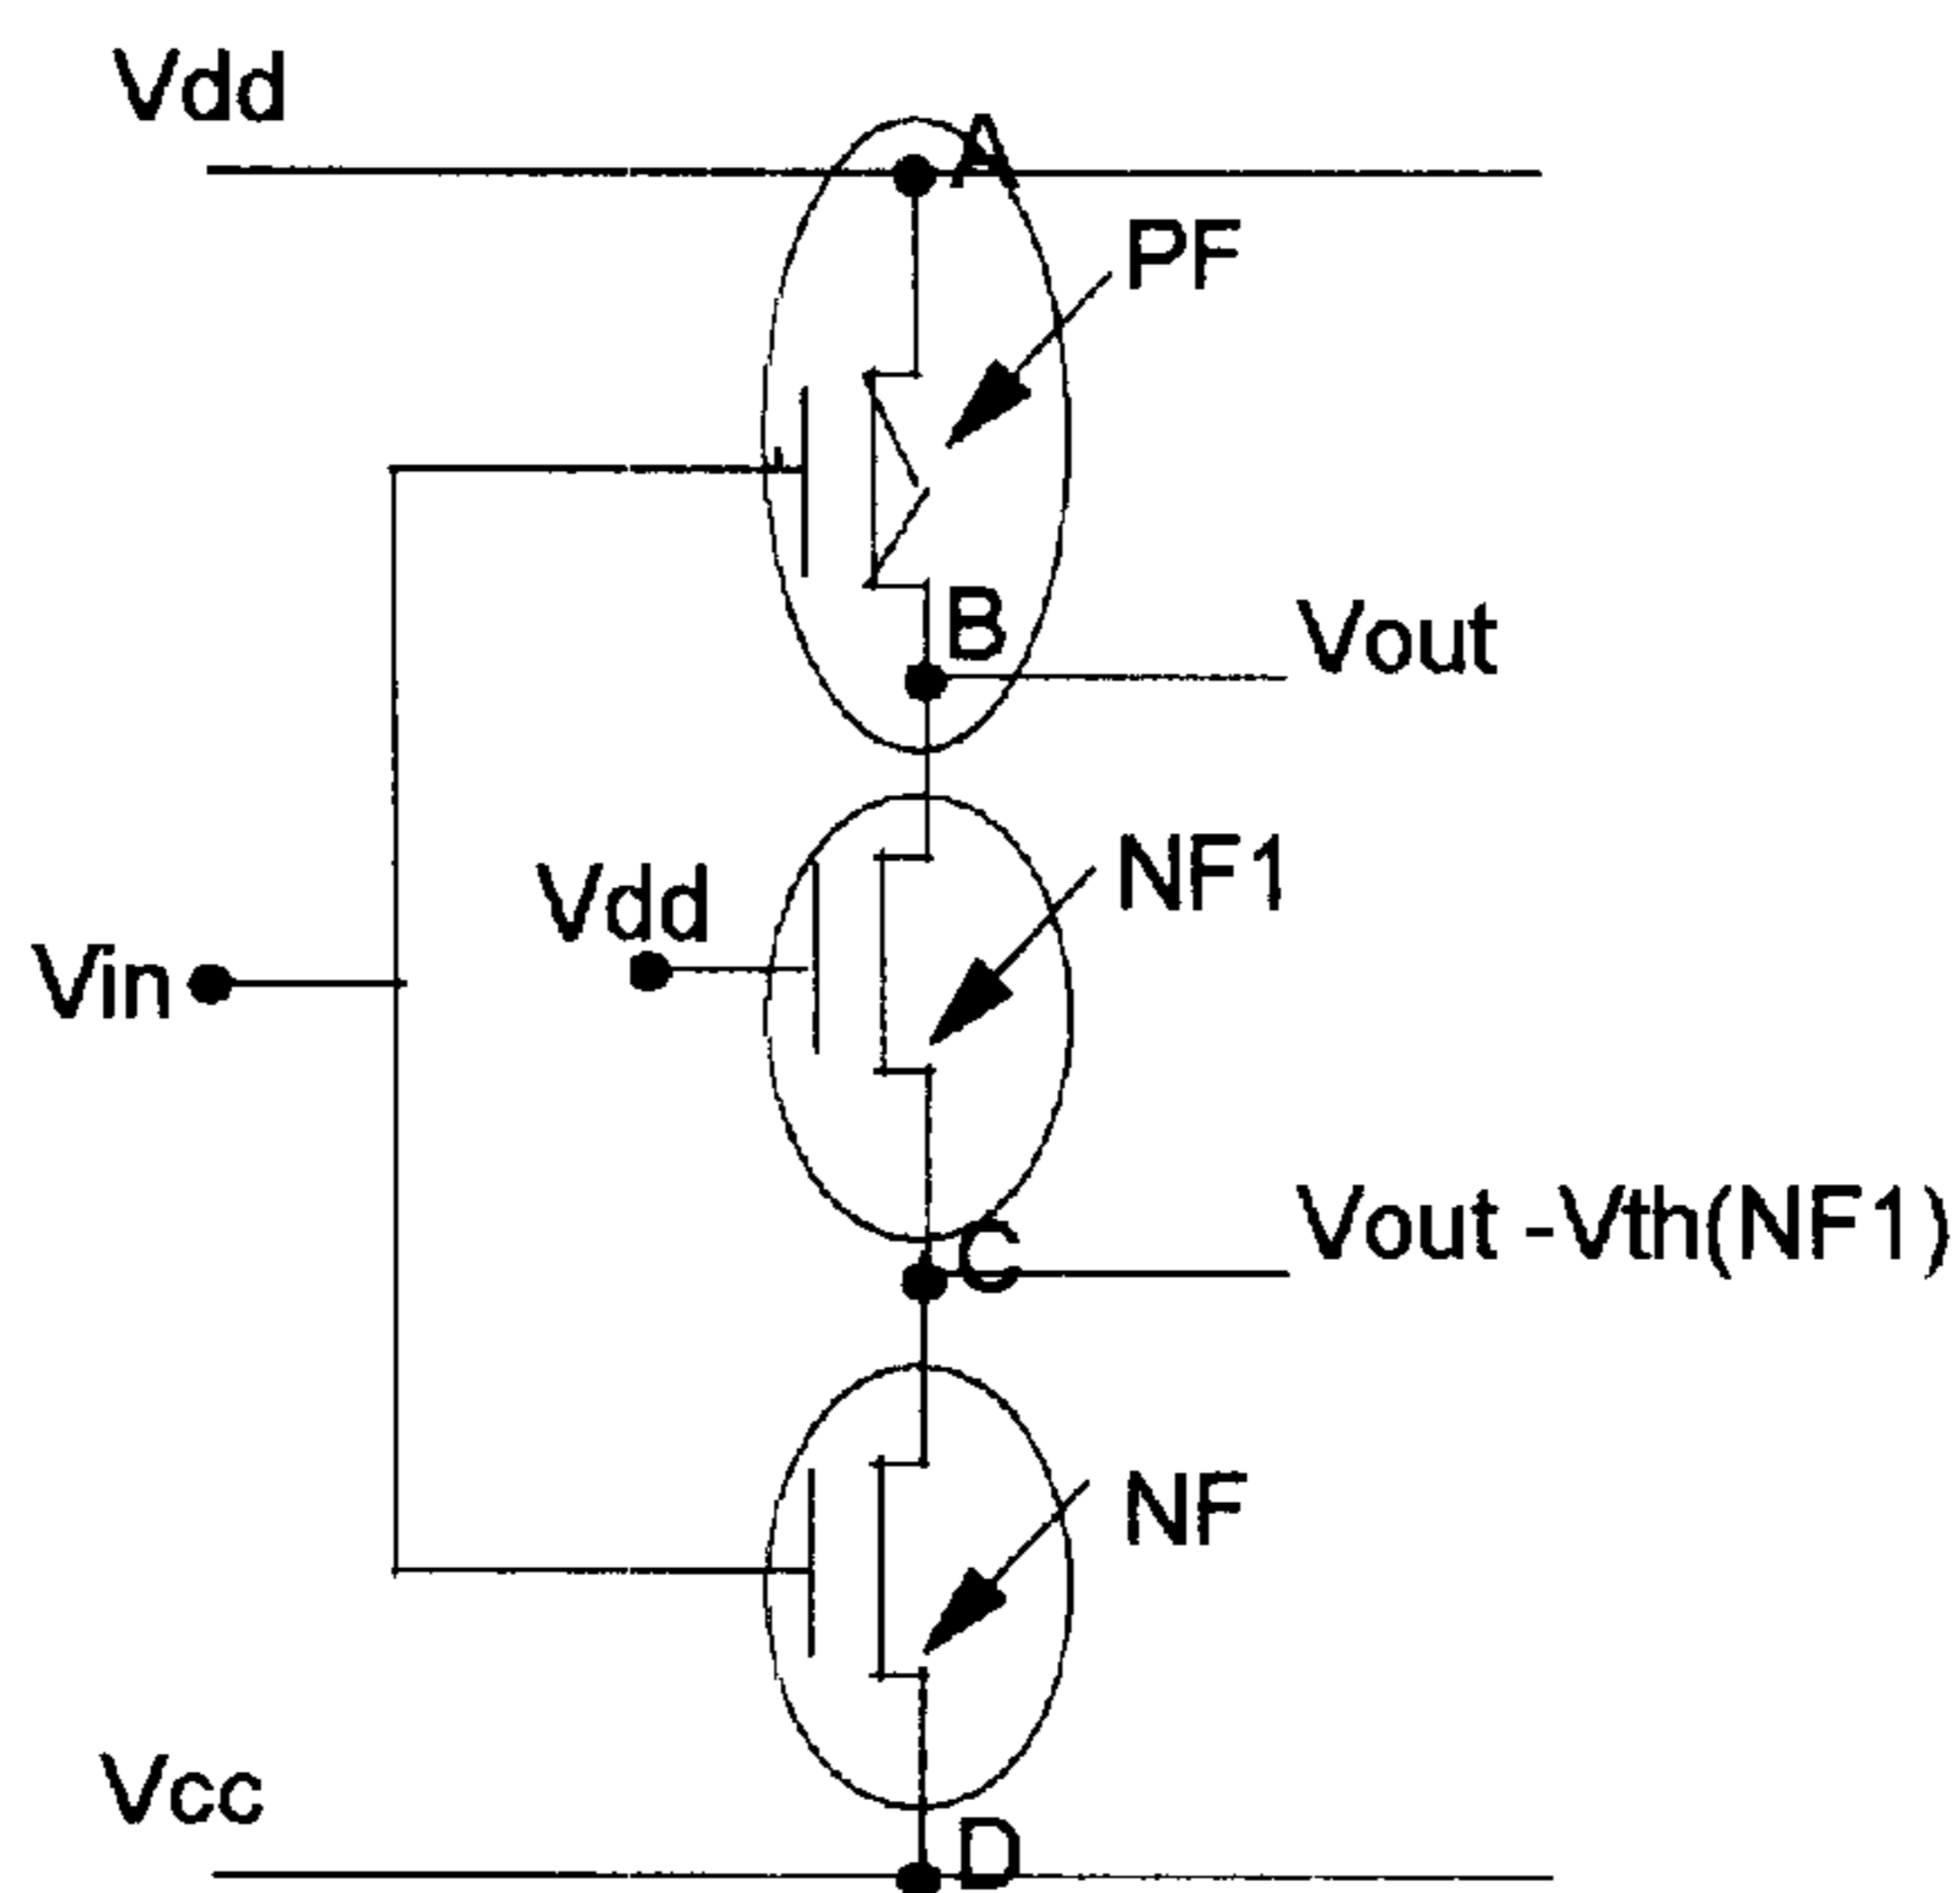 Vdd
A
PF
B
Vout
NF1
Vdd
Vin
Vout -Vth(NF1)
C
NF
Vcc
D